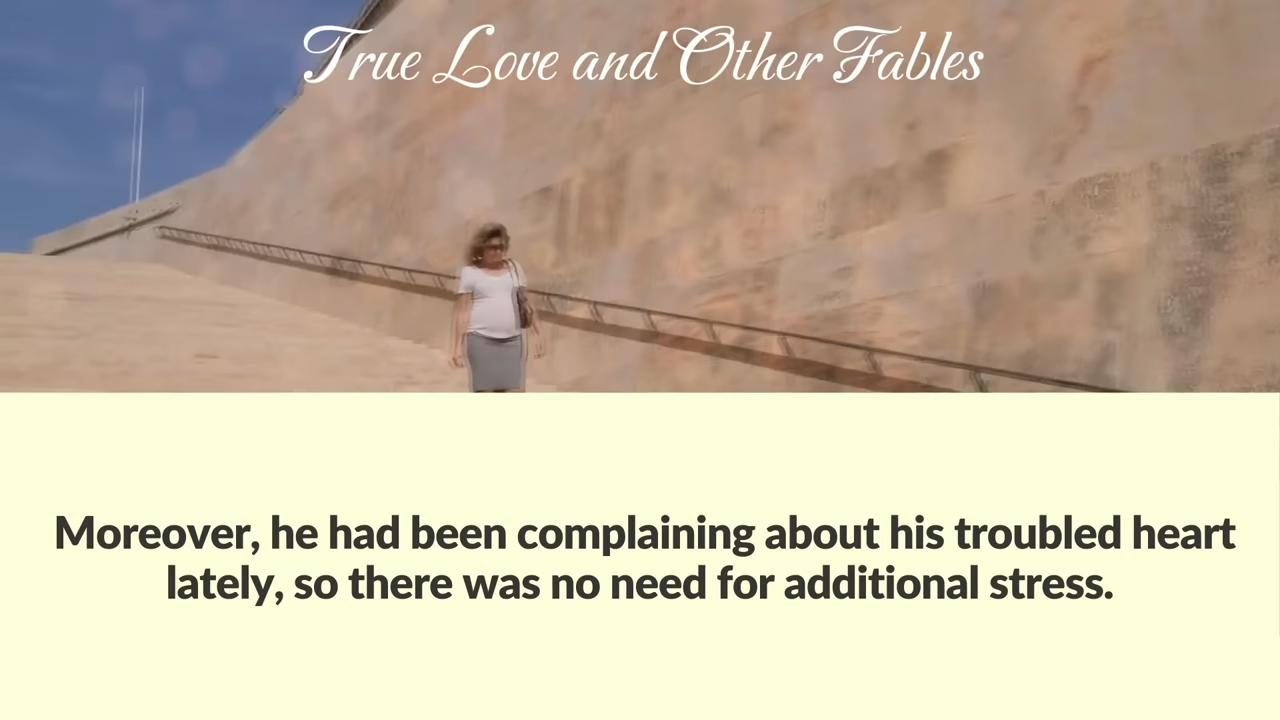 True Love and Other Fables
Moreover, he had been complaining about his troubled heart
lately, so there was no need for additional stress.